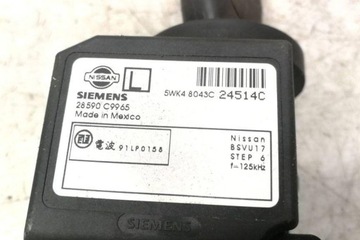 NISSAN
L
SIEMENS
5WK4 8043C 24514C
28590 C9965
Made in Mexico
電波 91LP0158
Nissan
BSVU17
STEP 6
f=125kHz
SIEMENS